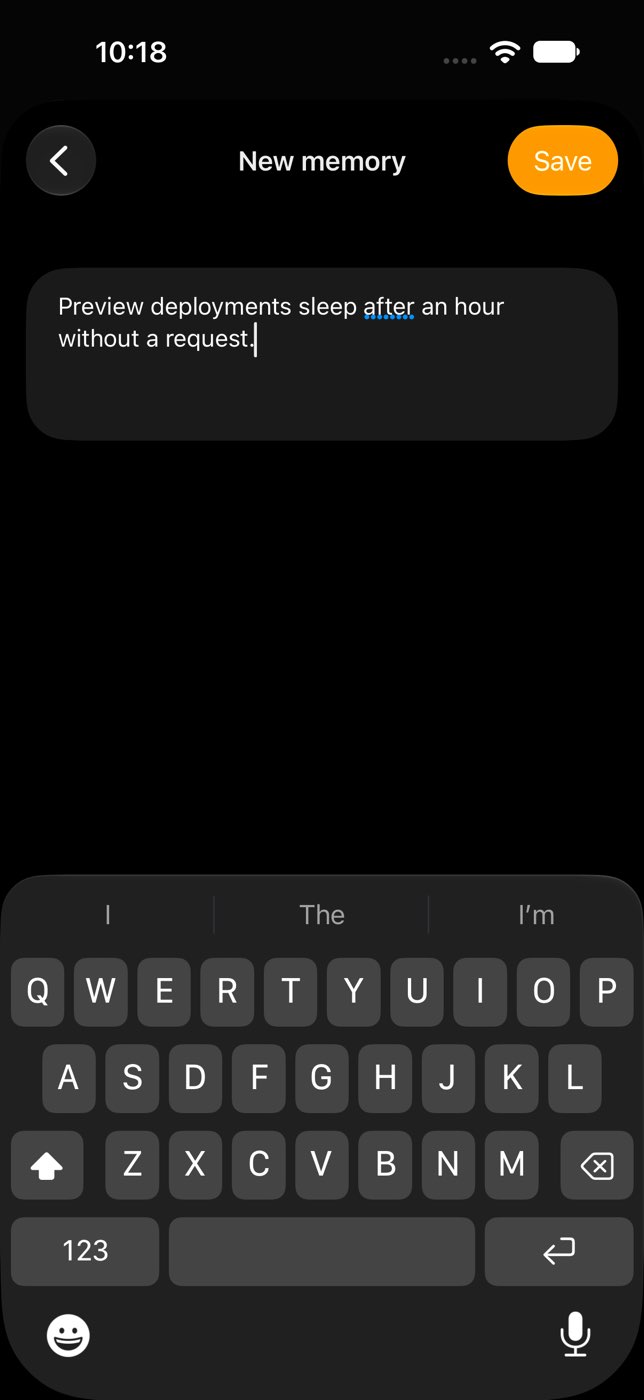 10:18
New memory
Save
Preview deployments sleep after an hour
without a request.
I
The
I’m
Q W E R T Y U I O P
A S D F G H J K L
Z X C V B N M
123